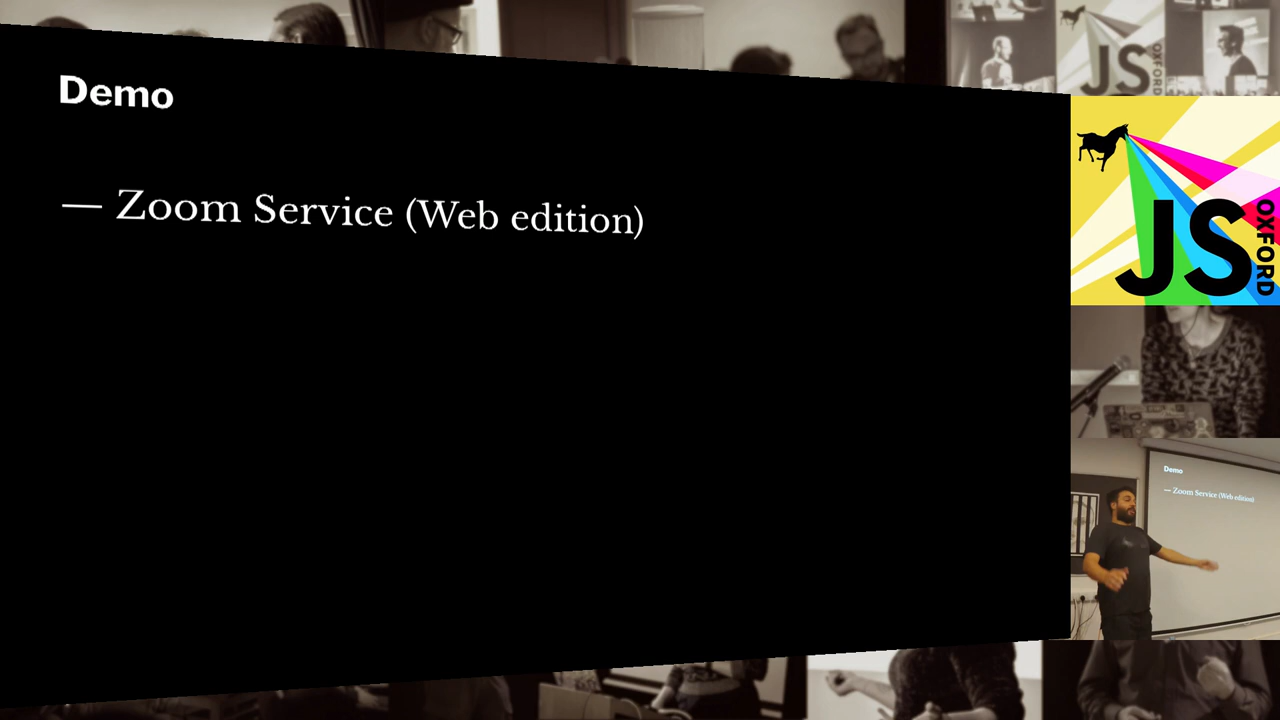 Demo
— Zoom Service (Web edition)
JS
OXFORD
JS
OXFORD
Demo
— Zoom Service (Web edition)